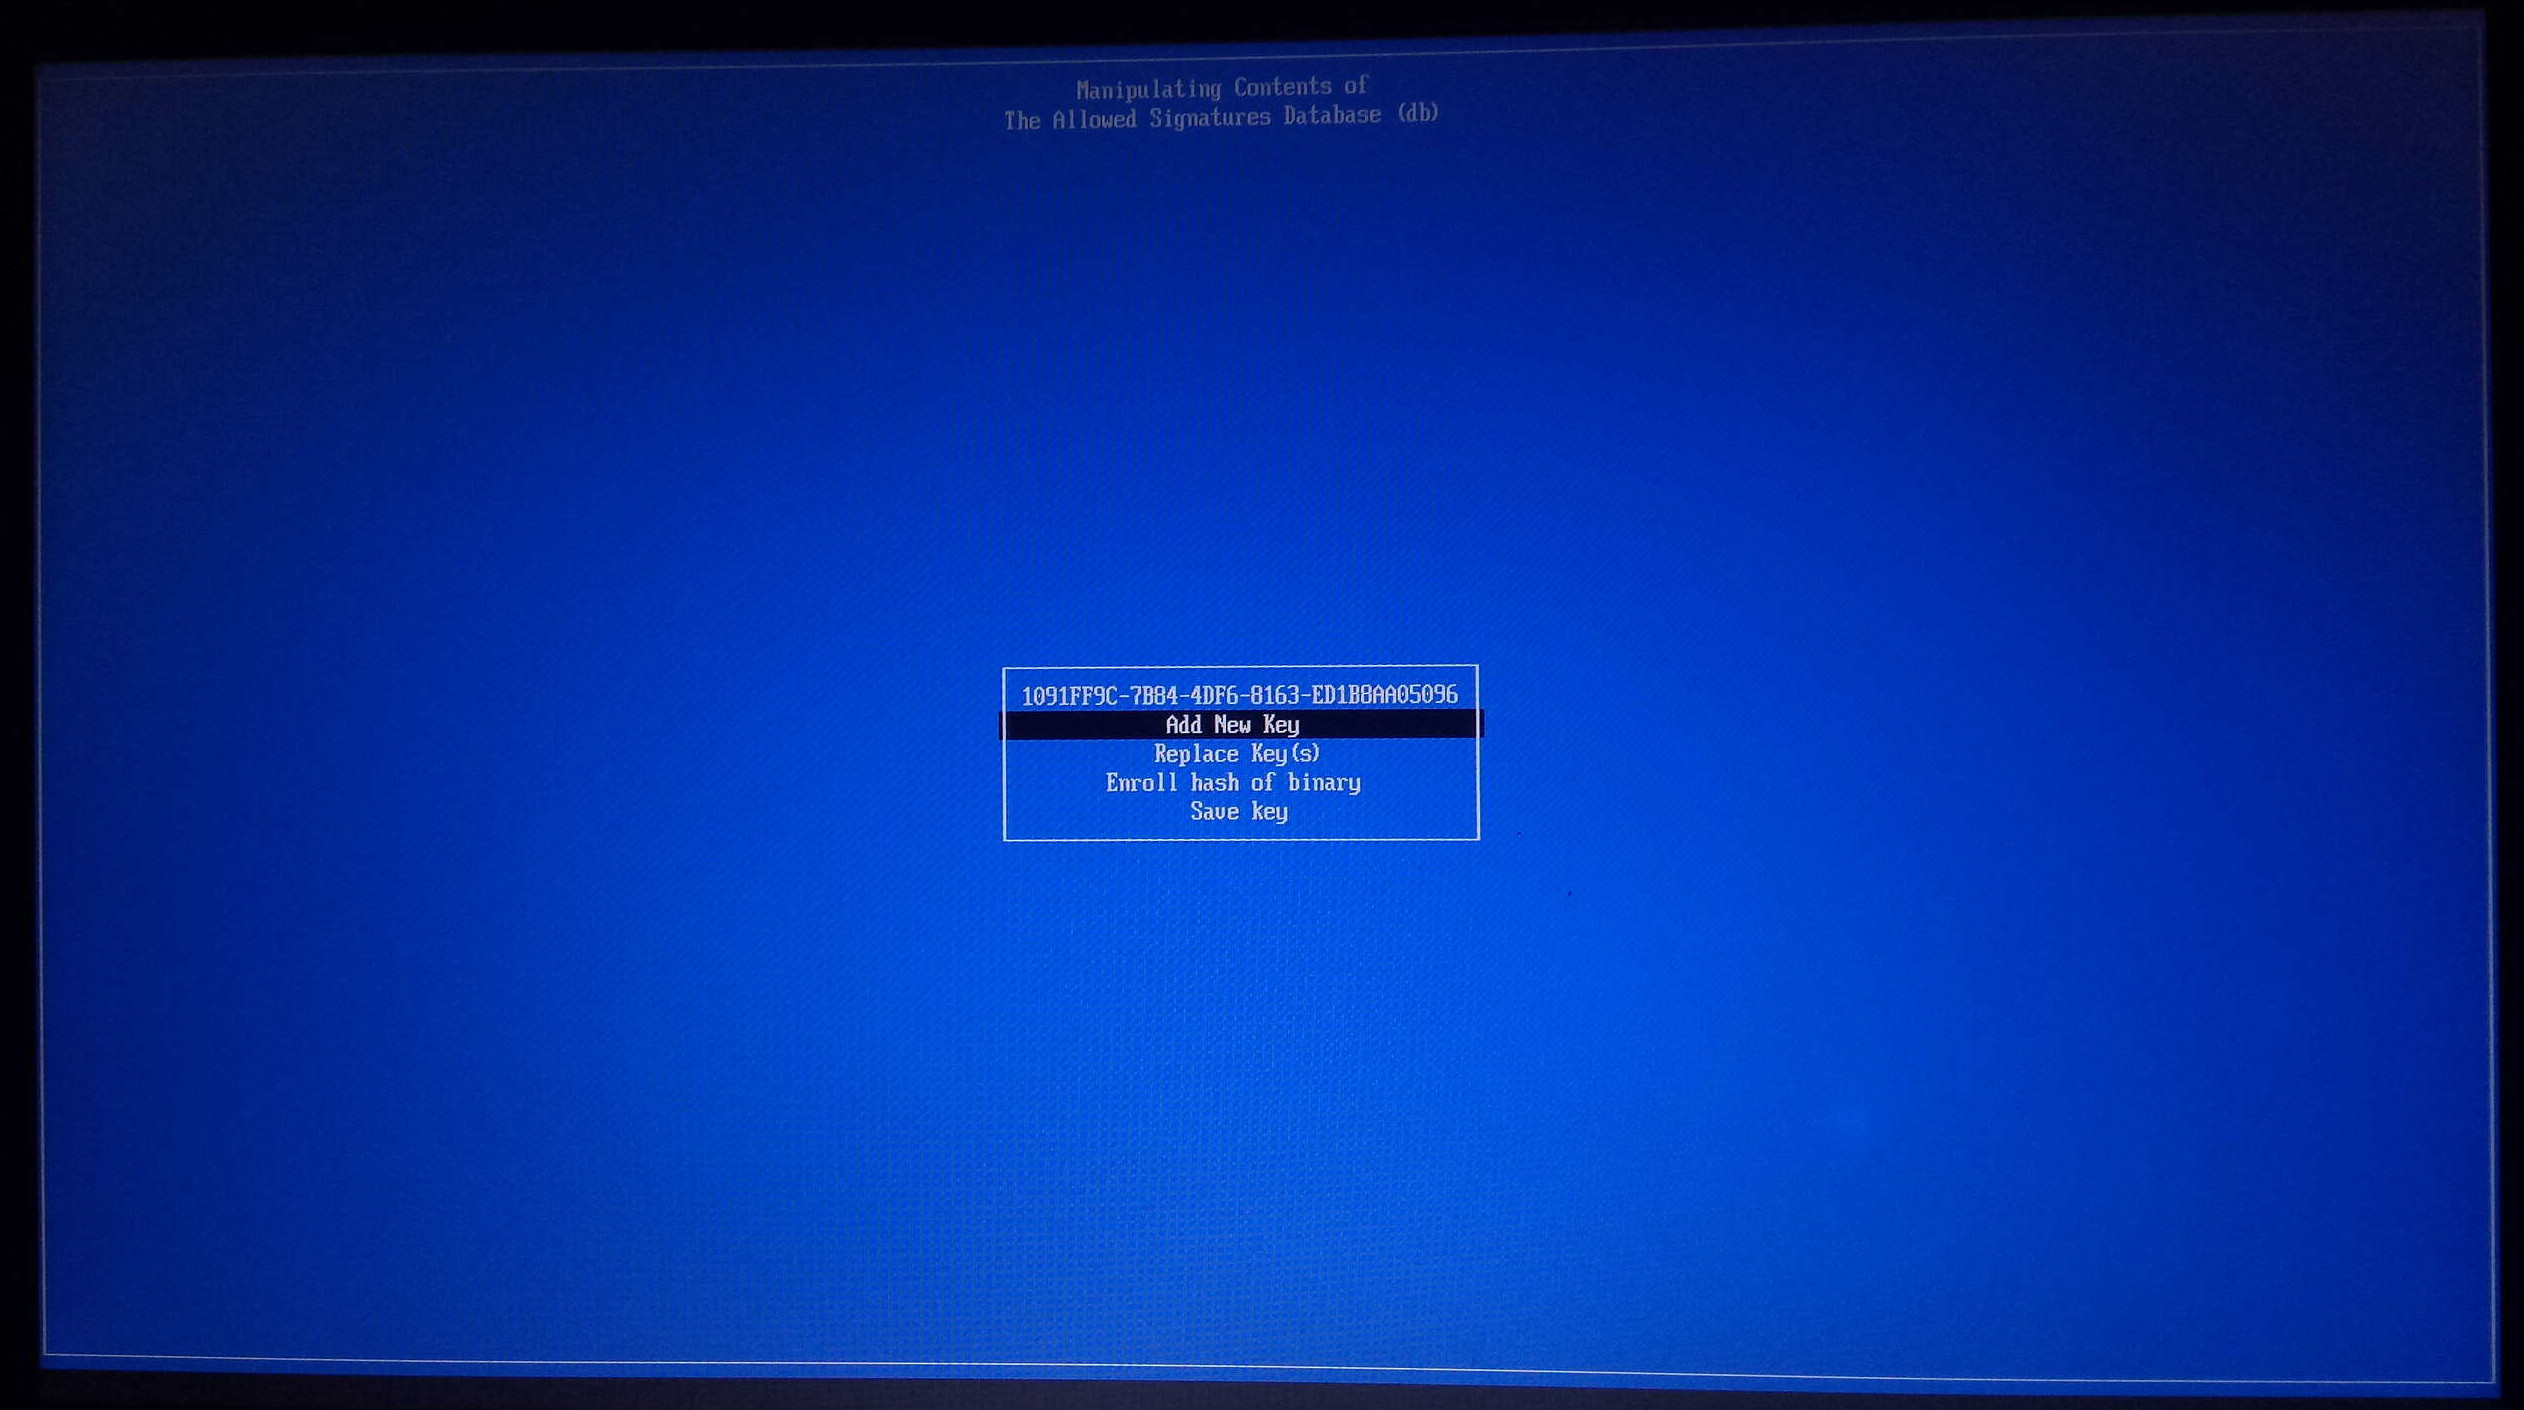 Manipulating Contents of
The Allowed Signatures Database (db)
1091FF9C-7B84-4DF6-8163-ED1B8AA05096
Add New Key
Replace Key(s)
Enroll hash of binary
Save key